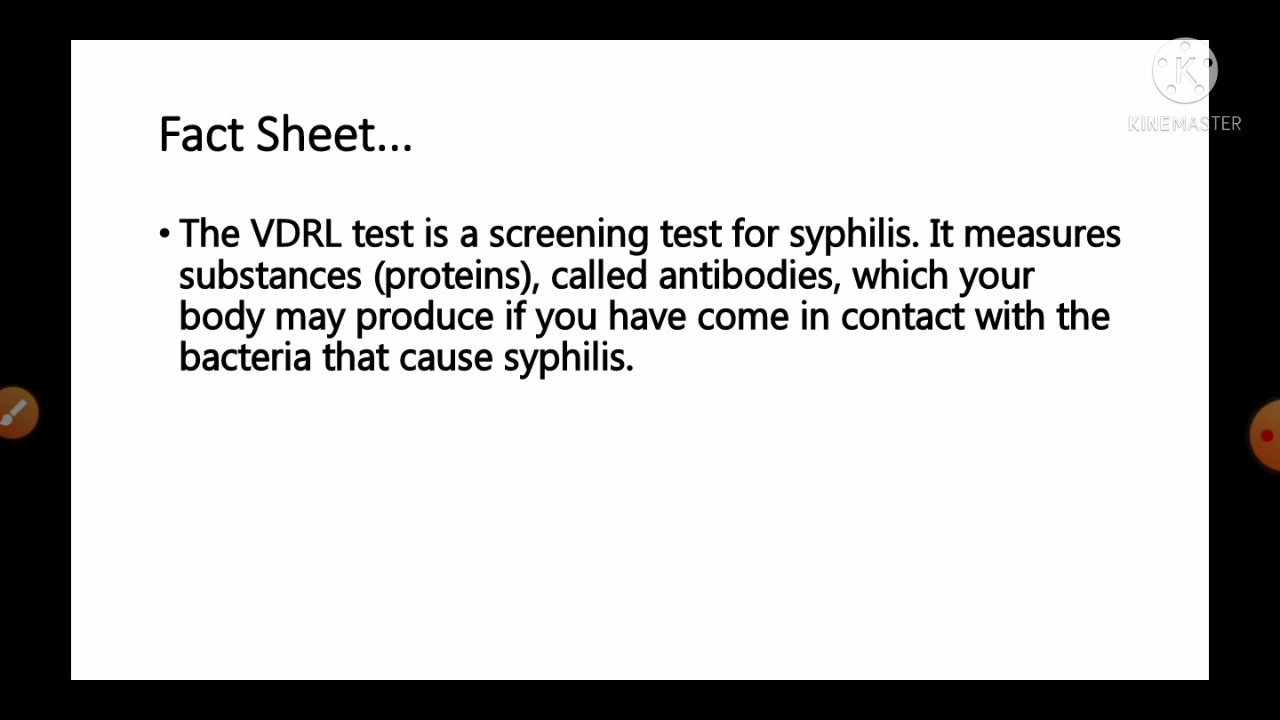 K
KINEMASTER
Fact Sheet...
• The VDRL test is a screening test for syphilis. It measures
substances (proteins), called antibodies, which your
body may produce if you have come in contact with the
bacteria that cause syphilis.